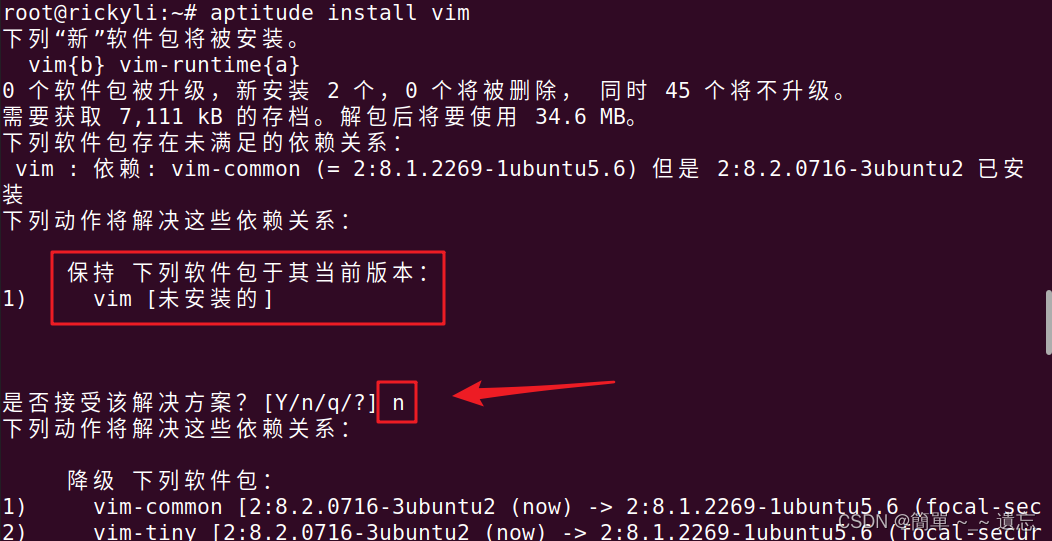 root@rickyli:~# aptitude install vim
下列“新”软件包将被安装。
vim{b} vim-runtime{a}
0 个软件包被升级，新安装 2 个，0 个将被删除， 同时 45 个将不升级。
需要获取 7,111 kB 的存档。解包后将要使用 34.6 MB。
下列软件包存在未满足的依赖关系：
vim : 依赖: vim-common (= 2:8.1.2269-1ubuntu5.6) 但是 2:8.2.0716-3ubuntu2 已安
装
下列动作将解决这些依赖关系：
保持 下列软件包于其当前版本：
1) vim [未安装的]
是否接受该解决方案？[Y/n/q/?] n
下列动作将解决这些依赖关系：
降级 下列软件包：
1) vim-common [2:8.2.0716-3ubuntu2 (now) -> 2:8.1.2269-1ubuntu5.6 (focal-sec
2) vim-tiny [2:8.2.0716-3ubuntu2 (now) -> 2:8.1.2269-1ubuntu5.6 (focal-secur
CSDN @簡單 ~_~ 遺忘